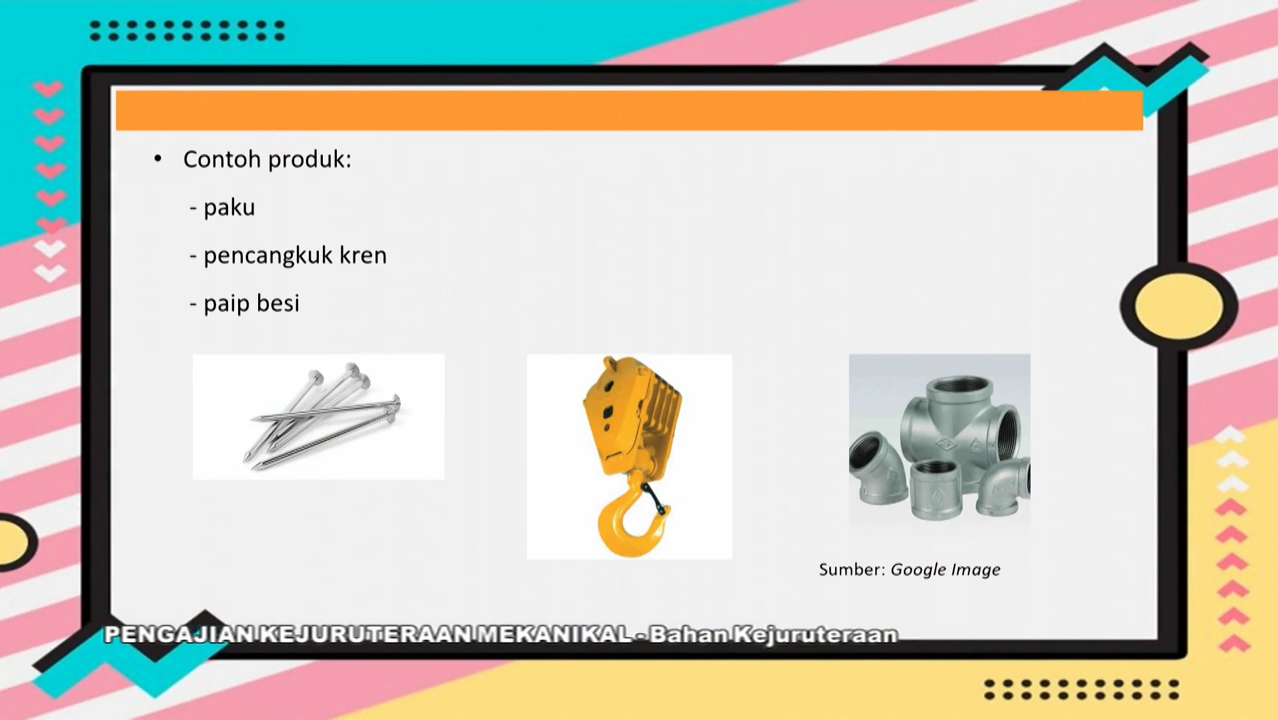 • Contoh produk:
- paku
- pencangkuk kren
- paip besi
Sumber: Google Image
PENGAJIAN KEJURUTERAAN MEKANIKAL - Bahan Kejuruteraan